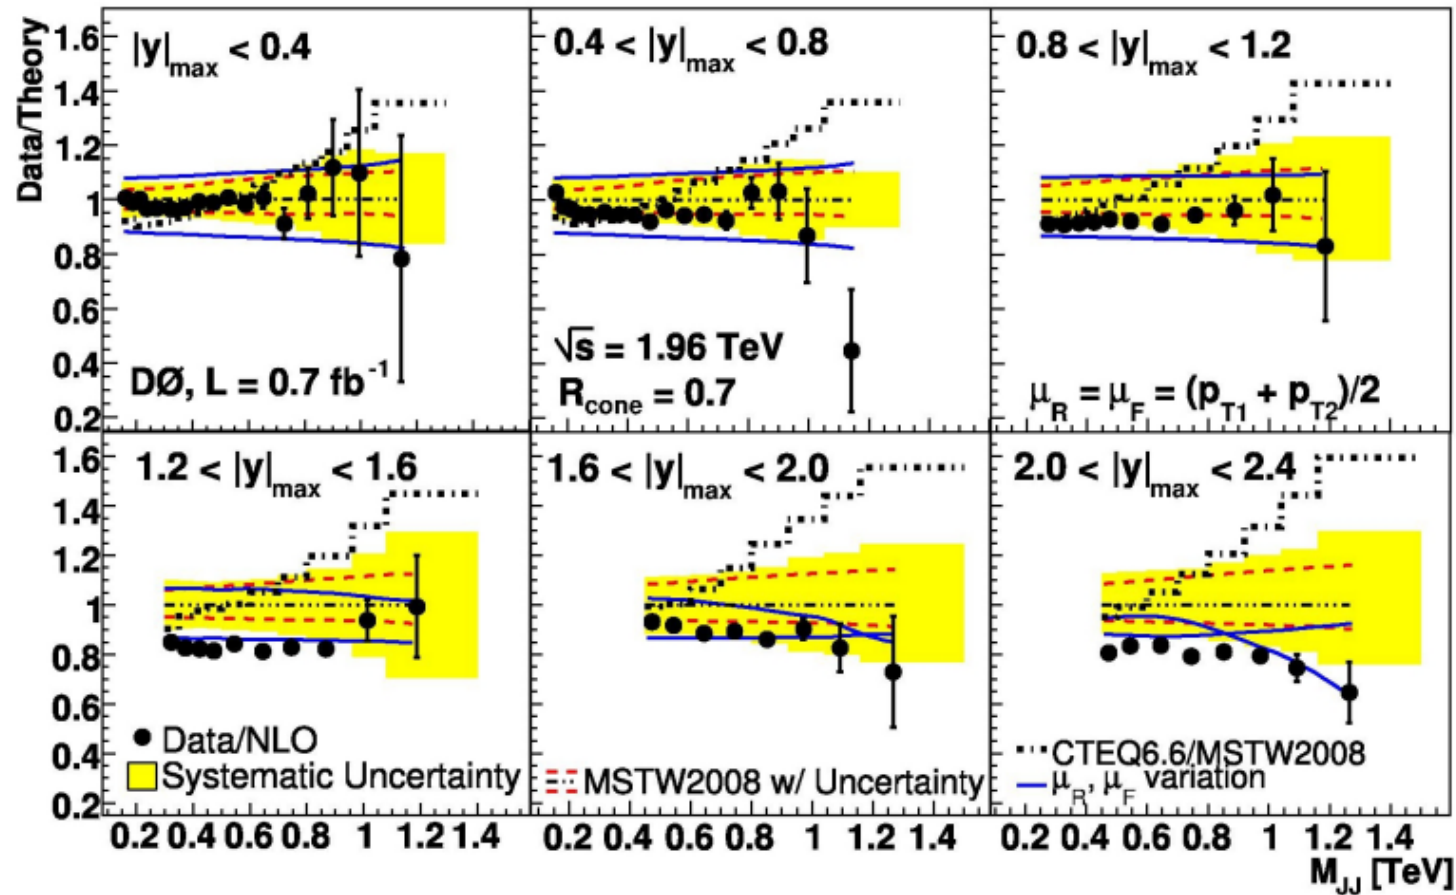 Data/Theory
1.6
1.4
1.2
1
0.8
0.6
0.4
0.2
|y|max < 0.4
DØ, L = 0.7 fb-1
0.4 < |y|max < 0.8
√s = 1.96 TeV
Rcone = 0.7
0.8 < |y|max < 1.2
μR = μF = (pT1 + pT2)/2
1.6
1.4
1.2
1
0.8
0.6
0.4
0.2
1.2 < |y|max < 1.6
Data/NLO
Systematic Uncertainty
1.6 < |y|max < 2.0
MSTW2008 w/ Uncertainty
2.0 < |y|max < 2.4
CTEQ6.6/MSTW2008
μR, μF variation
0.2 0.4 0.6 0.8 1 1.2 1.4
0.2 0.4 0.6 0.8 1 1.2 1.4
0.2 0.4 0.6 0.8 1 1.2 1.4
MJJ [TeV]